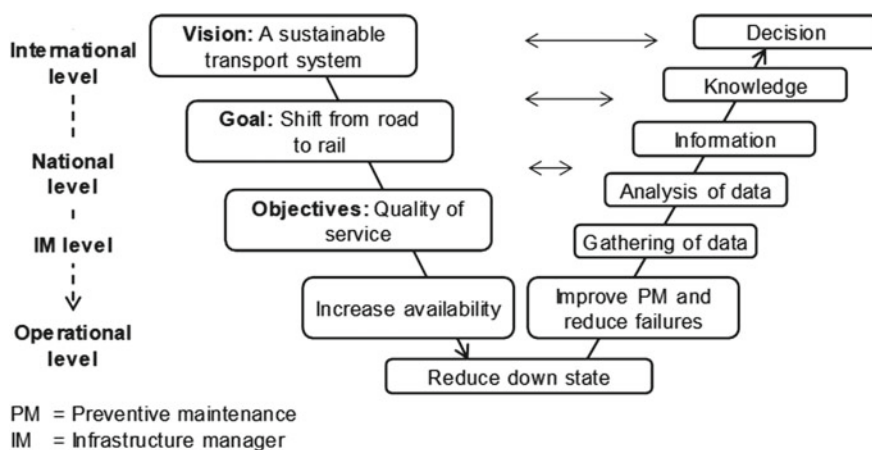 International
level
National
level
IM level
Operational
level
Vision: A sustainable
transport system
Goal: Shift from road
to rail
Objectives: Quality of
service
Increase availability
Reduce down state
Improve PM and
reduce failures
Gathering of data
Analysis of data
Information
Knowledge
Decision
PM = Preventive maintenance
IM = Infrastructure manager